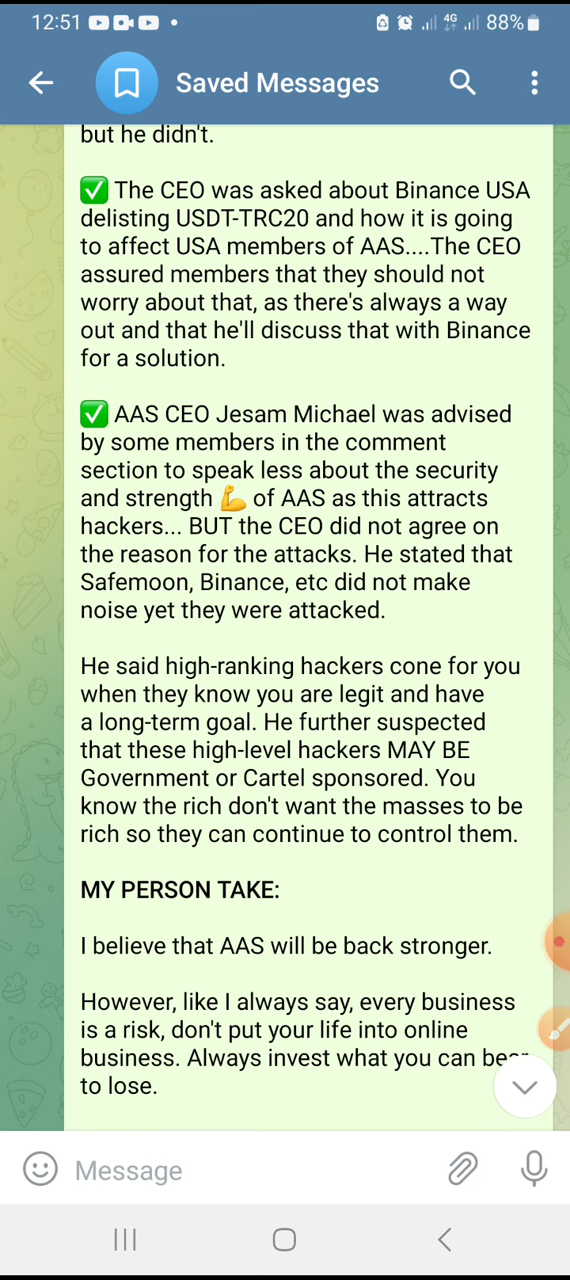 12:51 4G 88%
Saved Messages
but he didn't.
✅ The CEO was asked about Binance USA
delisting USDT-TRC20 and how it is going
to affect USA members of AAS....The CEO
assured members that they should not
worry about that, as there's always a way
out and that he'll discuss that with Binance
for a solution.
✅ AAS CEO Jesam Michael was advised
by some members in the comment
section to speak less about the security
and strength 💪 of AAS as this attracts
hackers... BUT the CEO did not agree on
the reason for the attacks. He stated that
Safemoon, Binance, etc did not make
noise yet they were attacked.
He said high-ranking hackers cone for you
when they know you are legit and have
a long-term goal. He further suspected
that these high-level hackers MAY BE
Government or Cartel sponsored. You
know the rich don't want the masses to be
rich so they can continue to control them.
MY PERSON TAKE:
I believe that AAS will be back stronger.
However, like I always say, every business
is a risk, don't put your life into online
business. Always invest what you can bear
to lose.
Message